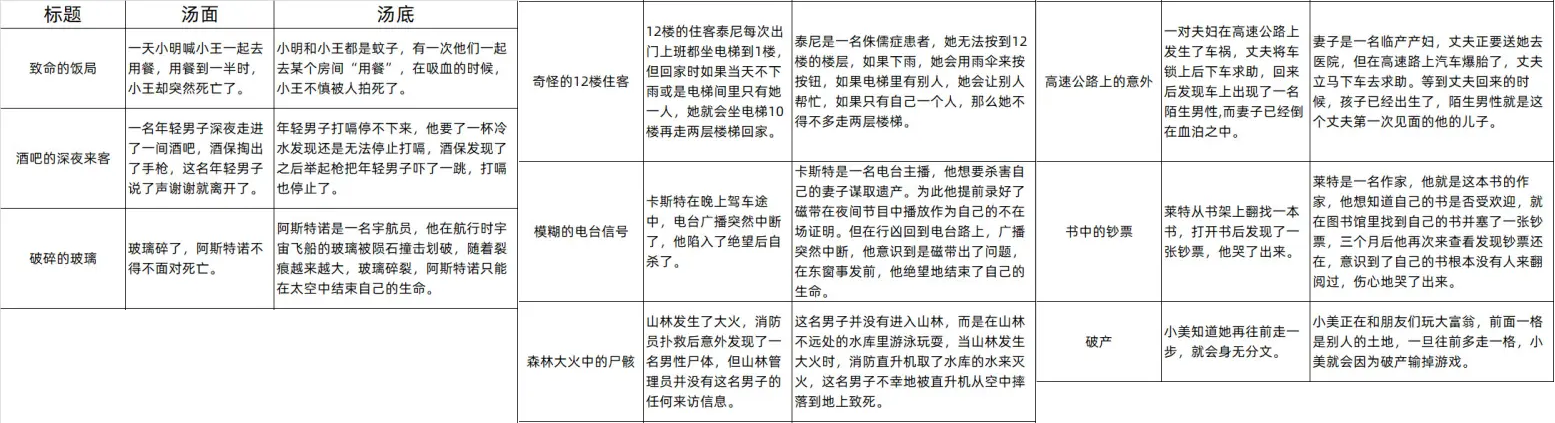 标题
汤面
汤底
致命的饭局
一天小明喊小王一起去
用餐，用餐到一半时，
小王却突然死亡了。
小明和小王都是蚊子，有一次他们一起
去某个房间“用餐”，在吸血的时候，
小王不慎被人拍死了。
酒吧的深夜来客
一名年轻男子深夜走进
了一间酒吧，酒保掏出
了手枪，这名年轻男子
说了声谢谢就离开了。
年轻男子打嗝停不下来，他要了一杯冷
水发现还是无法停止打嗝，酒保发现了
之后举起枪把年轻男子吓了一跳，打嗝
也停止了。
破碎的玻璃
玻璃碎了，阿斯特诺不
得不面对死亡。
阿斯特诺是一名宇航员，他在航行时宇
宙飞船的玻璃被陨石撞击划破，随着裂
痕越来越大，玻璃碎裂，阿斯特诺只能
在太空中结束自己的生命。
奇怪的12楼住客
12楼的住客泰尼每次出
门上班都坐电梯到1楼，
但回家时如果当天不下
雨或是电梯间里只有她
一人，她就会坐电梯10
楼再走两层楼梯回家。
泰尼是一名侏儒症患者，她无法按到12
楼的楼层，如果下雨，她会用雨伞来按
按钮，如果电梯里有别人，她会让别人
帮忙，如果只有自己一个人，那么她不
得不多走两层楼梯。
模糊的电台信号
卡斯特在晚上驾车途
中，电台广播突然中断
了，他陷入了绝望后自
杀了。
卡斯特是一名电台主播，他想要杀害自
己的妻子谋取遗产。为此他提前录好了
磁带在夜间节目中播放作为自己的不在
场证明。但在行凶回到电台路上，广播
突然中断，他意识到是磁带出了问题，
在东窗事发前，他绝望地结束了自己的
生命。
森林大火中的尸骸
山林发生了大火，消防
员扑救后意外发现了一
名男性尸体，但山林管
理员并没有这名男子的
任何来访信息。
这名男子并没有进入山林，而是在山林
不远处的水库里游泳玩耍，当山林发生
大火时，消防直升机取了水库的水来灭
火，这名男子不幸地被直升机从空中摔
落到地上致死。
高速公路上的意外
一对夫妇在高速公路上
发生了车祸，丈夫将车
锁上后下车求助，回来
后发现车上出现了一名
陌生男性,而妻子已经倒
在血泊之中。
妻子是一名临产产妇，丈夫正要送她去
医院，但在高速路上汽车爆胎了，丈夫
立马下车去求助。等到丈夫回来的时
候，孩子已经出生了，陌生男性就是这
个丈夫第一次见面的他的儿子。
书中的钞票
莱特从书架上翻找一本
书，打开书后发现了一
张钞票，他哭了出来。
莱特是一名作家，他就是这本书的作
家，他想知道自己的书是否受欢迎，就
在图书馆里找到自己的书并塞了一张钞
票，三个月后他再次来查看发现钞票还
在，意识到了自己的书根本没有人来翻
阅过，伤心地哭了出来。
破产
小美知道她再往前走一
步，就会身无分文。
小美正在和朋友们玩大富翁，前面一格
是别人的土地，一旦往前多走一格，小
美就会因为破产输掉游戏。